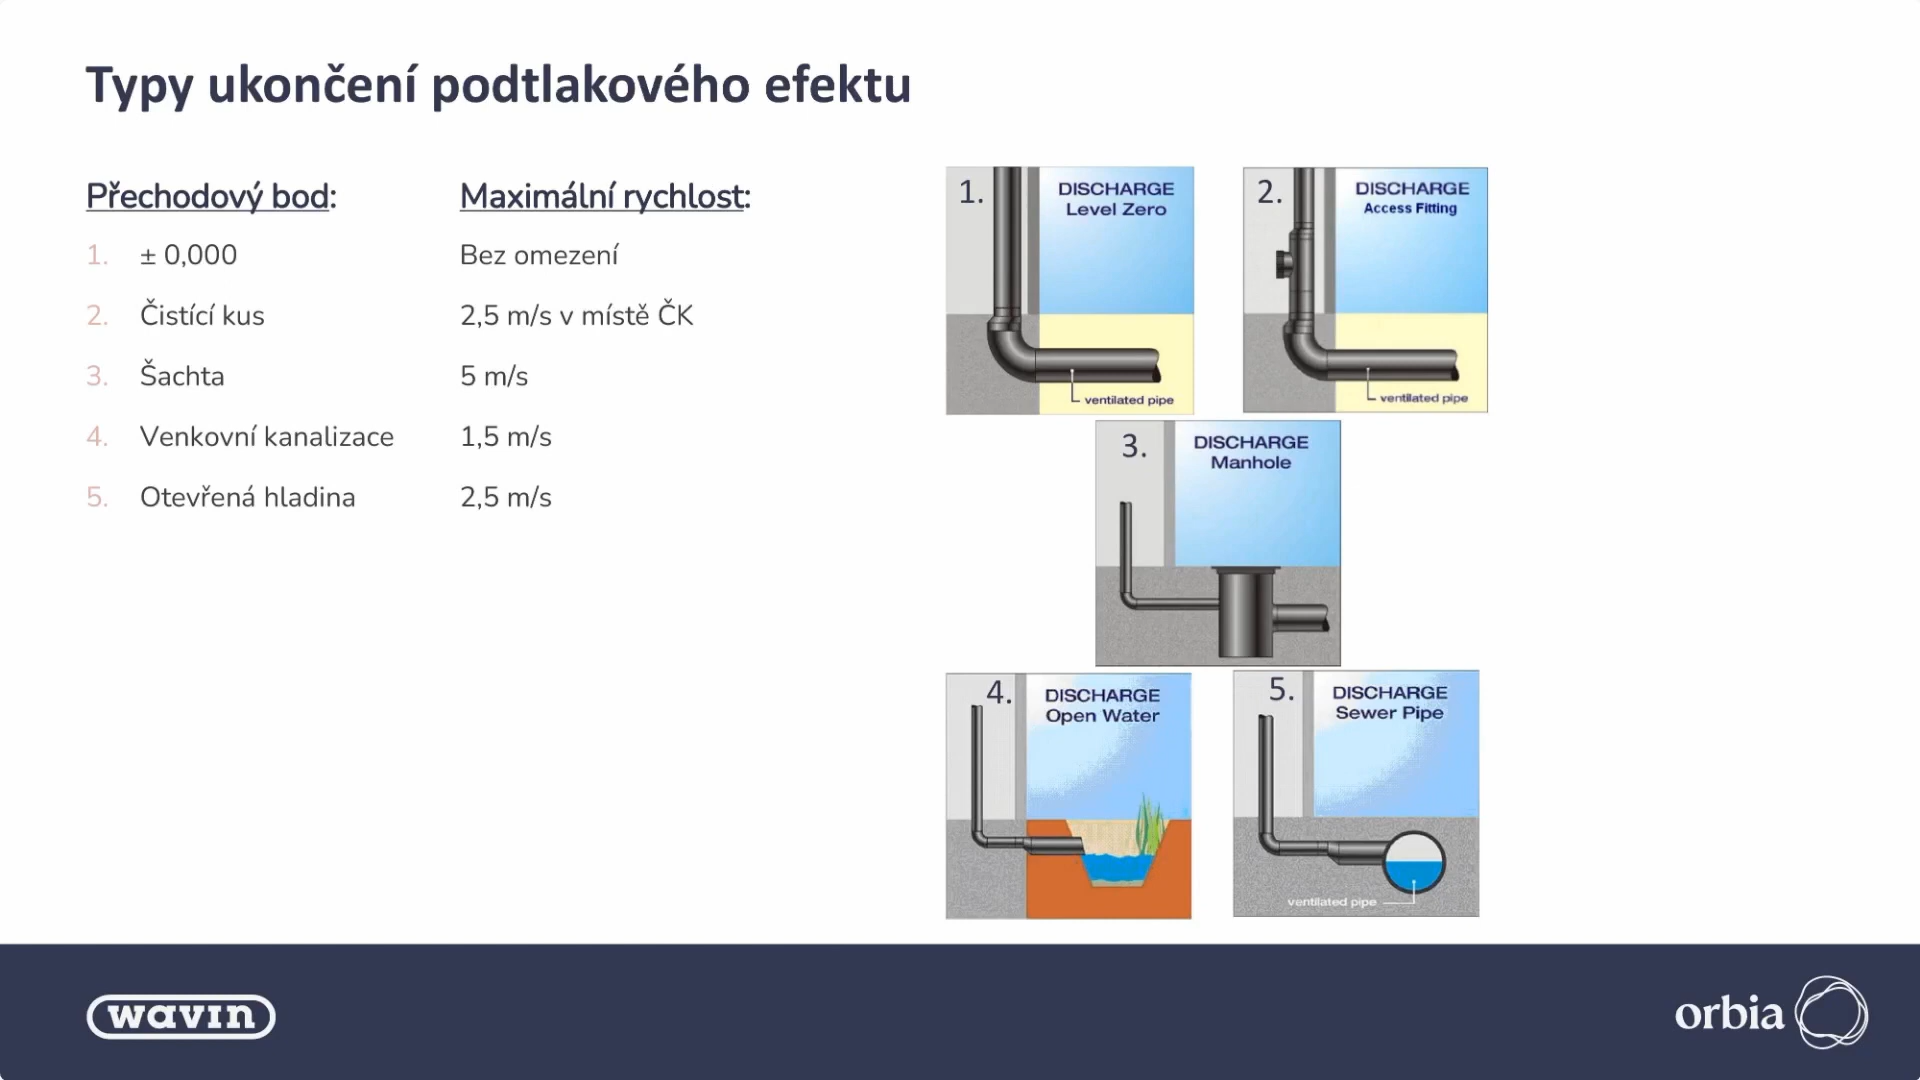 Typy ukončení podtlakového efektu
Přechodový bod:
Maximální rychlost:
1. ± 0,000
Bez omezení
2. Čistící kus
2,5 m/s v místě ČK
3. Šachta
5 m/s
4. Venkovní kanalizace
1,5 m/s
5. Otevřená hladina
2,5 m/s
1.
DISCHARGE
Level Zero
ventilated pipe
2.
DISCHARGE
Access Fitting
ventilated pipe
3.
DISCHARGE
Manhole
4.
DISCHARGE
Open Water
5.
DISCHARGE
Sewer Pipe
ventilated pipe
wavin
orbia